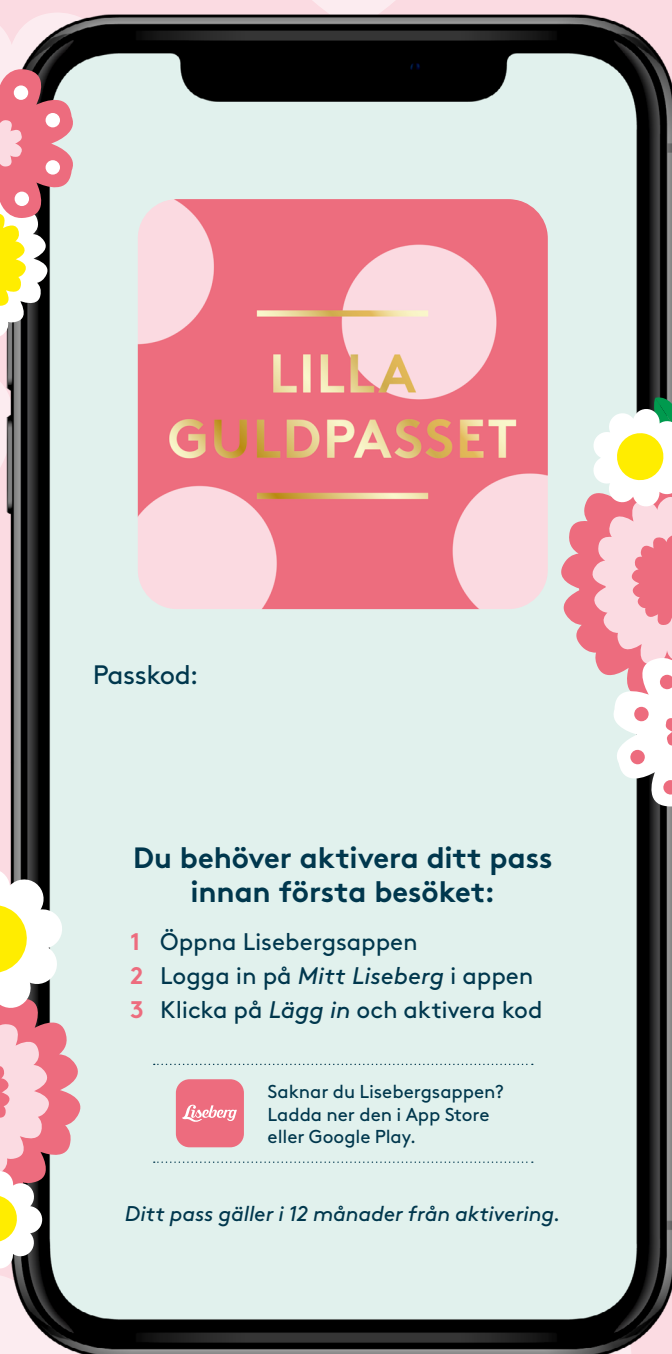 LILLA
GULDPASSET
Passkod:
Du behöver aktivera ditt pass
innan första besöket:
1 Öppna Lisebergsappen
2 Logga in på Mitt Liseberg i appen
3 Klicka på Lägg in och aktivera kod
Liseberg
Saknar du Lisebergsappen?
Ladda ner den i App Store
eller Google Play.
Ditt pass gäller i 12 månader från aktivering.